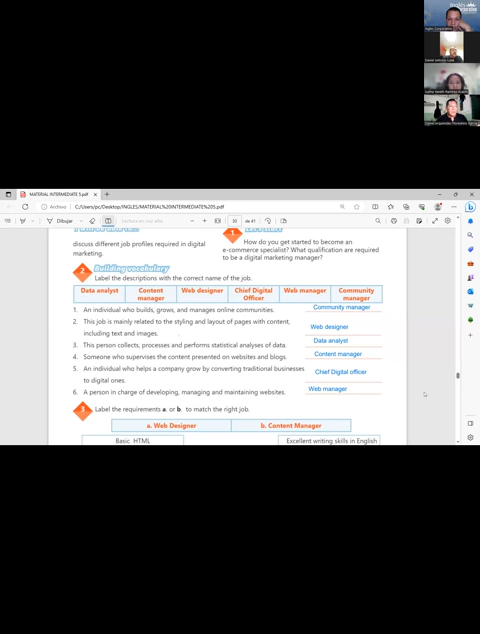 Inglés
MATERIAL INTERMEDIATE 5.pdf
Archivo
C:/Users/pc/Desktop/INGLES/MATERIAL%20INTERMEDIATE%205.pdf
Dibujar
Lectura en voz alta
30
de 41
discuss different job profiles required in digital
marketing.
1
How do you get started to become an
e-commerce specialist? What qualification are required
to be a digital marketing manager?
2
Building vocabulary
Label the descriptions with the correct name of the job.
Data analyst
Content manager
Web designer
Chief Digital Officer
Web manager
Community manager
1. An individual who builds, grows, and manages online communities.
Community manager
2. This job is mainly related to the styling and layout of pages with content,
including text and images.
Web designer
3. This person collects, processes and performs statistical analyses of data.
Data analyst
4. Someone who supervises the content presented on websites and blogs.
Content manager
5. An individual who helps a company grow by converting traditional businesses
to digital ones.
Chief Digital officer
6. A person in charge of developing, managing and maintaining websites.
Web manager
3
Label the requirements a. or b. to match the right job.
a. Web Designer
b. Content Manager
Basic HTML
Excellent writing skills in English